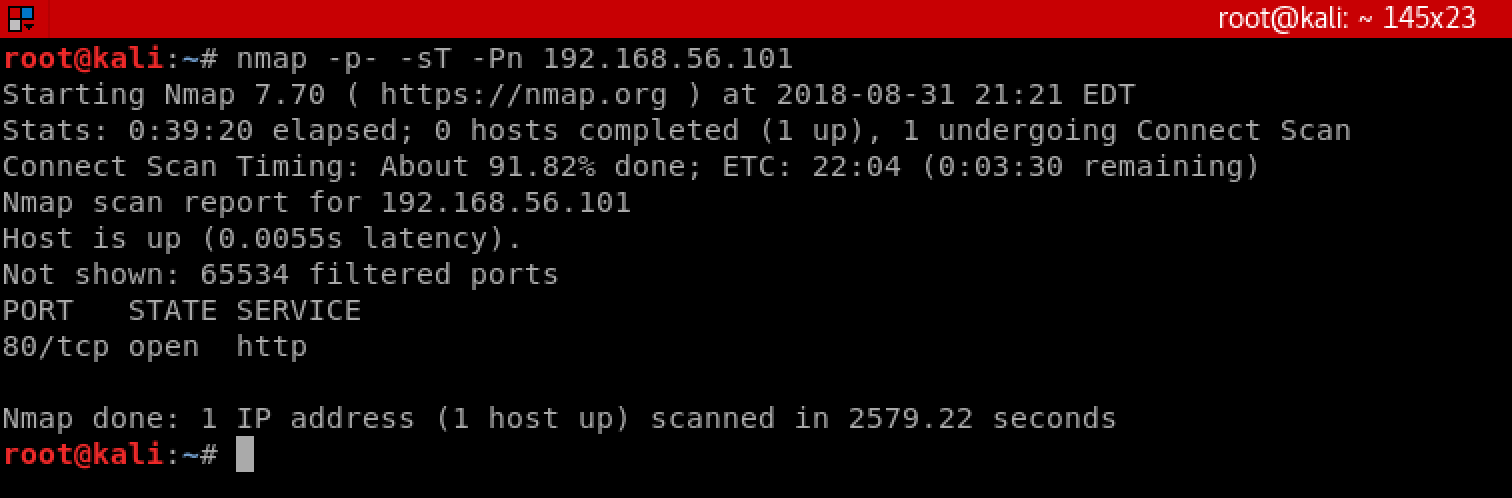 root@kali: ~ 145x23
root@kali:~# nmap -p- -sT -Pn 192.168.56.101
Starting Nmap 7.70 ( https://nmap.org ) at 2018-08-31 21:21 EDT
Stats: 0:39:20 elapsed; 0 hosts completed (1 up), 1 undergoing Connect Scan
Connect Scan Timing: About 91.82% done; ETC: 22:04 (0:03:30 remaining)
Nmap scan report for 192.168.56.101
Host is up (0.0055s latency).
Not shown: 65534 filtered ports
PORT   STATE SERVICE
80/tcp open  http
Nmap done: 1 IP address (1 host up) scanned in 2579.22 seconds
root@kali:~#